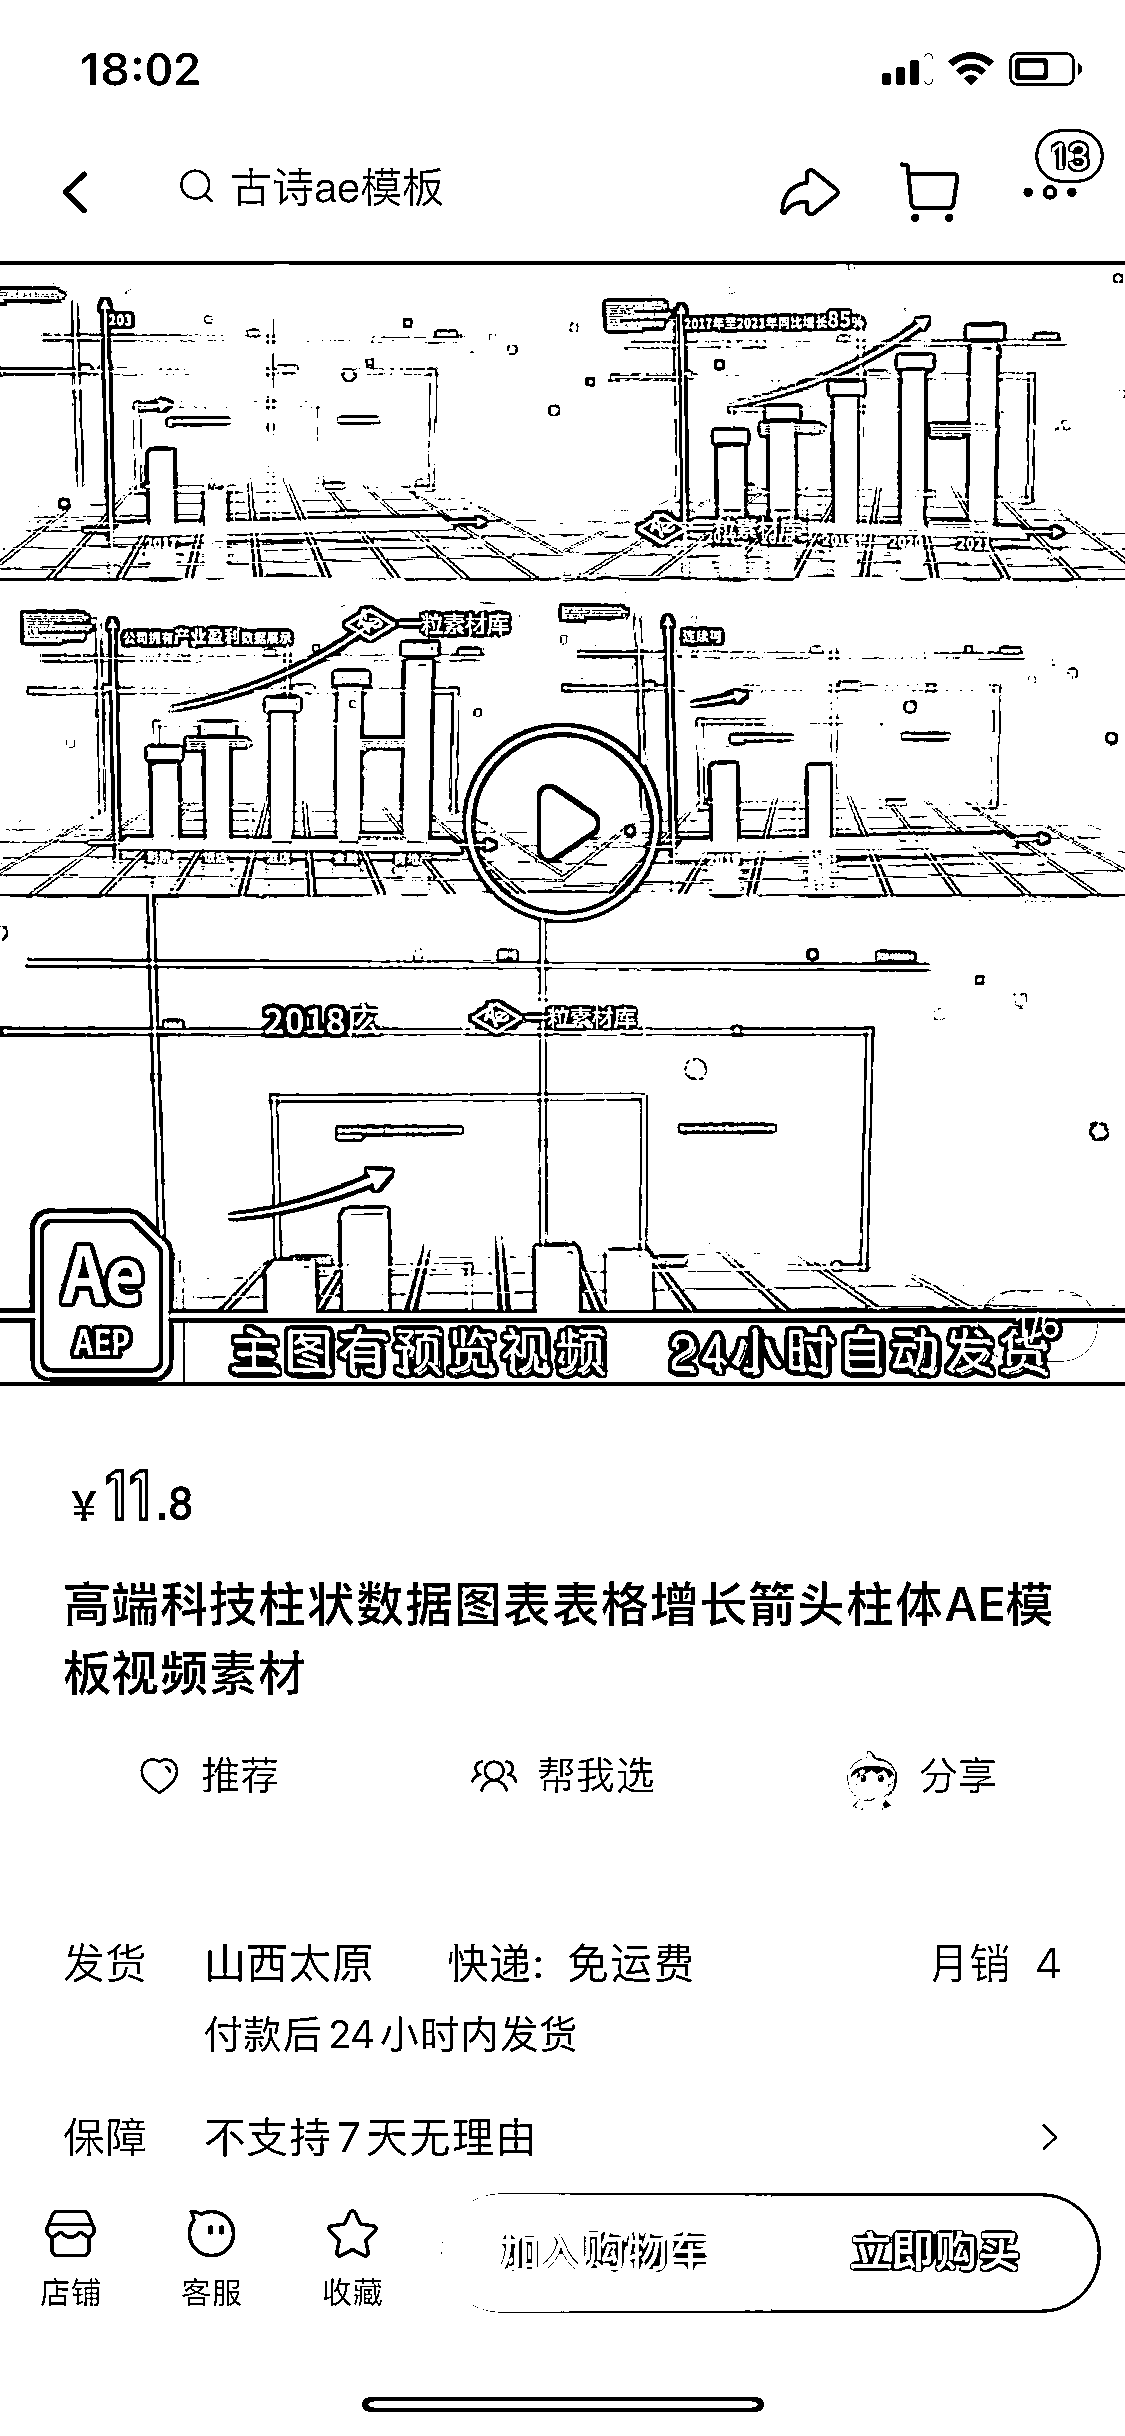 18:02
13
古诗ae模板
2017年至2021年同比增长85%
粒素材库
2017
2019
2020
2021
公司拥有产业盈利数据展示
粒素材库
2018
粒素材库
Ae
AEP
主图有预览视频 24小时自动发货
1/6
¥11.8
高端科技柱状数据图表表格增长箭头柱体AE模
板视频素材
推荐 帮我选 分享
发货 山西太原 快递: 免运费 月销 4
付款后24小时内发货
保障 不支持7天无理由
店铺 客服 收藏 加入购物车 立即购买